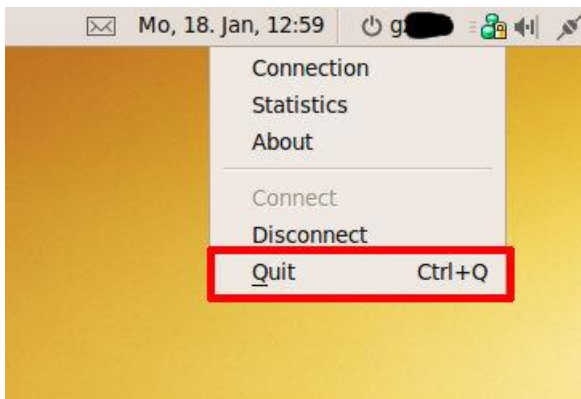 Mo, 18. Jan, 12:59
Connection
Statistics
About
Connect
Disconnect
Quit Ctrl+Q